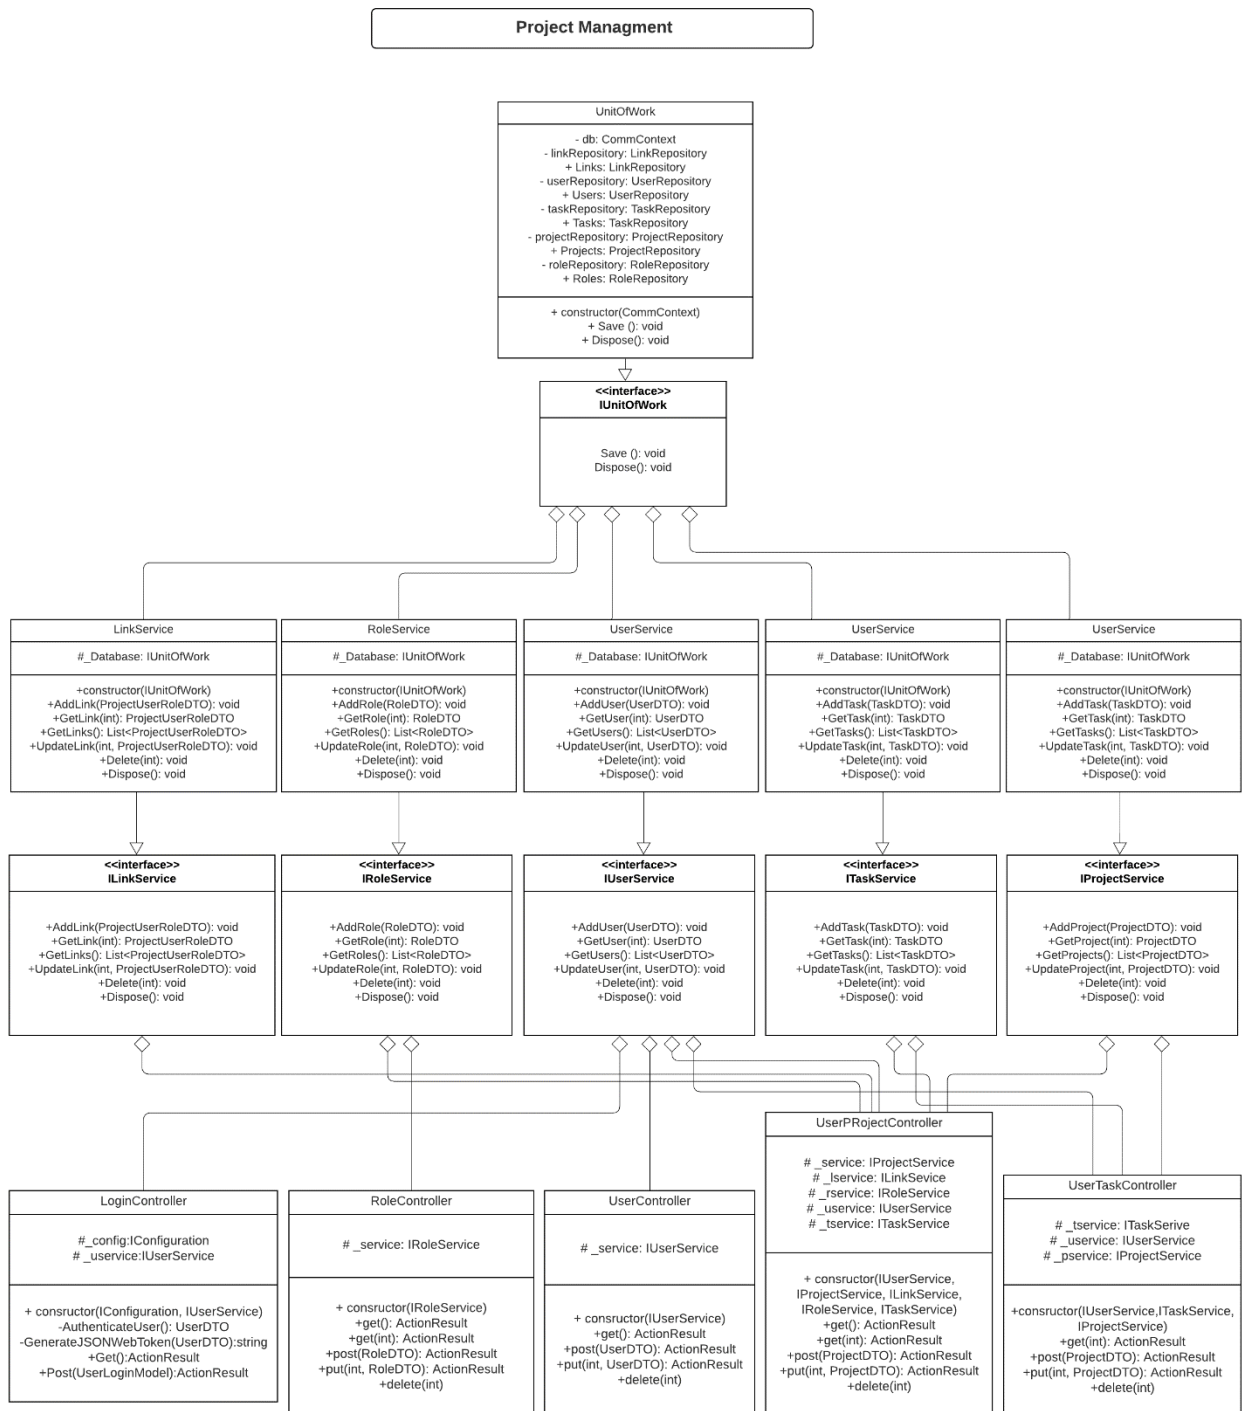 Project Managment
UnitOfWork
- db: CommContext
- linkRepository: LinkRepository
+ Links: LinkRepository
- userRepository: UserRepository
+ Users: UserRepository
- taskRepository: TaskRepository
+ Tasks: TaskRepository
- projectRepository: ProjectRepository
+ Projects: ProjectRepository
- roleRepository: RoleRepository
+ Roles: RoleRepository
+ constructor(CommContext)
+ Save (): void
+ Dispose(): void
<<interface>>
IUnitOfWork
Save (): void
Dispose(): void
LinkService
#_Database: IUnitOfWork
+constructor(IUnitOfWork)
+AddLink(ProjectUserRoleDTO): void
+GetLink(int): ProjectUserRoleDTO
+GetLinks(): List<ProjectUserRoleDTO>
+UpdateLink(int, ProjectUserRoleDTO): void
+Delete(int): void
+Dispose(): void
RoleService
#_Database: IUnitOfWork
+constructor(IUnitOfWork)
+AddRole(RoleDTO): void
+GetRole(int): RoleDTO
+GetRoles(): List<RoleDTO>
+UpdateRole(int, RoleDTO): void
+Delete(int): void
+Dispose(): void
UserService
#_Database: IUnitOfWork
+constructor(IUnitOfWork)
+AddUser(UserDTO): void
+GetUser(int): UserDTO
+GetUsers(): List<UserDTO>
+UpdateUser(int, UserDTO): void
+Delete(int): void
+Dispose(): void
UserService
#_Database: IUnitOfWork
+constructor(IUnitOfWork)
+AddTask(TaskDTO): void
+GetTask(int): TaskDTO
+GetTasks(): List<TaskDTO>
+UpdateTask(int, TaskDTO): void
+Delete(int): void
+Dispose(): void
UserService
#_Database: IUnitOfWork
+constructor(IUnitOfWork)
+AddTask(TaskDTO): void
+GetTask(int): TaskDTO
+GetTasks(): List<TaskDTO>
+UpdateTask(int, TaskDTO): void
+Delete(int): void
+Dispose(): void
<<interface>>
ILinkService
+AddLink(ProjectUserRoleDTO): void
+GetLink(int): ProjectUserRoleDTO
+GetLinks(): List<ProjectUserRoleDTO>
+UpdateLink(int, ProjectUserRoleDTO): void
+Delete(int): void
+Dispose(): void
<<interface>>
IRoleService
+AddRole(RoleDTO): void
+GetRole(int): RoleDTO
+GetRoles(): List<RoleDTO>
+UpdateRole(int, RoleDTO): void
+Delete(int): void
+Dispose(): void
<<interface>>
IUserService
+AddUser(UserDTO): void
+GetUser(int): UserDTO
+GetUsers(): List<UserDTO>
+UpdateUser(int, UserDTO): void
+Delete(int): void
+Dispose(): void
<<interface>>
ITaskService
+AddTask(TaskDTO): void
+GetTask(int): TaskDTO
+GetTasks(): List<TaskDTO>
+UpdateTask(int, TaskDTO): void
+Delete(int): void
+Dispose(): void
<<interface>>
IProjectService
+AddProject(ProjectDTO): void
+GetProject(int): ProjectDTO
+GetProjects(): List<ProjectDTO>
+UpdateProject(int, ProjectDTO): void
+Delete(int): void
+Dispose(): void
LoginController
#_config:IConfiguration
# _uservice:IUserService
+ consructor(IConfiguration, IUserService)
-AuthenticateUser(): UserDTO
-GenerateJSONWebToken(UserDTO):string
+Get():ActionResult
+Post(UserLoginModel):ActionResult
RoleController
# _service: IRoleService
+ consructor(IRoleService)
+get(): ActionResult
+get(int): ActionResult
+post(RoleDTO): ActionResult
+put(int, RoleDTO): ActionResult
+delete(int)
UserController
# _service: IUserService
+ consructor(IUserService)
+get(): ActionResult
+post(UserDTO): ActionResult
+put(int, UserDTO): ActionResult
+delete(int)
UserPRojectController
# _service: IProjectService
# _lservice: ILinkSevice
# _rservice: IRoleService
# _uservice: IUserService
# _tservice: ITaskService
+ consructor(IUserService,
IProjectService, ILinkService,
IRoleService, ITaskService)
+get(): ActionResult
+get(int): ActionResult
+post(ProjectDTO): ActionResult
+put(int, ProjectDTO): ActionResult
+delete(int)
UserTaskController
# _tservice: ITaskSerive
# _uservice: IUserService
# _pservice: IProjectService
+consructor(IUserService,ITaskService,
IProjectService)
+get(int): ActionResult
+post(ProjectDTO): ActionResult
+put(int, ProjectDTO): ActionResult
+delete(int)